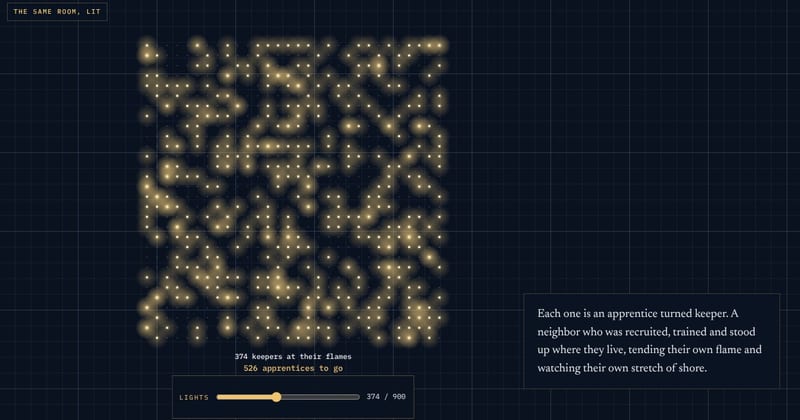 THE SAME ROOM, LIT
374 keepers at their flames
526 apprentices to go
LIGHTS 374 / 900
Each one is an apprentice turned keeper. A
neighbor who was recruited, trained and stood
up where they live, tending their own flame and
watching their own stretch of shore.